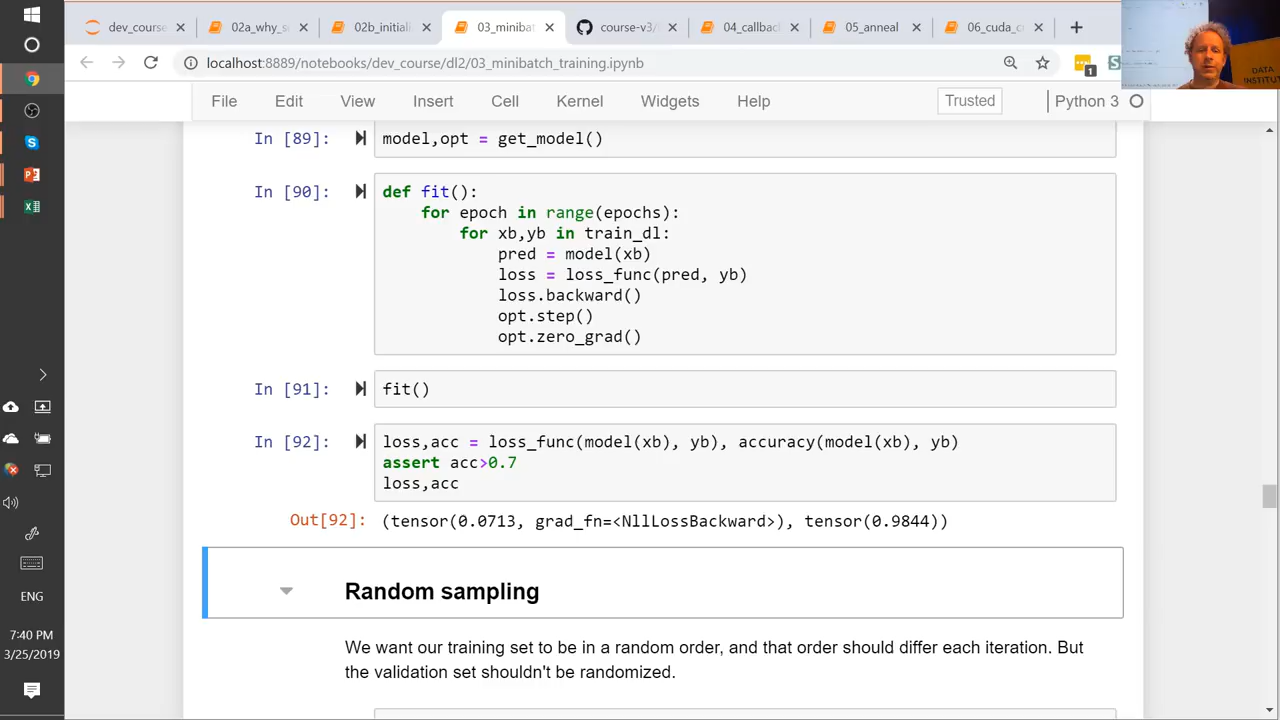 dev_course
02a_why_s
02b_initiali
03_minibat
course-v3/
04_callback
05_anneal
06_cuda_c
localhost:8889/notebooks/dev_course/dl2/03_minibatch_training.ipynb
1
S
DATA
INSTITU
File Edit View Insert Cell Kernel Widgets Help
Trusted
Python 3
In [89]: model,opt = get_model()
In [90]: def fit():
for epoch in range(epochs):
for xb,yb in train_dl:
pred = model(xb)
loss = loss_func(pred, yb)
loss.backward()
opt.step()
opt.zero_grad()
In [91]: fit()
In [92]: loss,acc = loss_func(model(xb), yb), accuracy(model(xb), yb)
assert acc>0.7
loss,acc
Out[92]: (tensor(0.0713, grad_fn=<NllLossBackward>), tensor(0.9844))
Random sampling
We want our training set to be in a random order, and that order should differ each iteration. But
the validation set shouldn't be randomized.
ENG
7:40 PM
3/25/2019